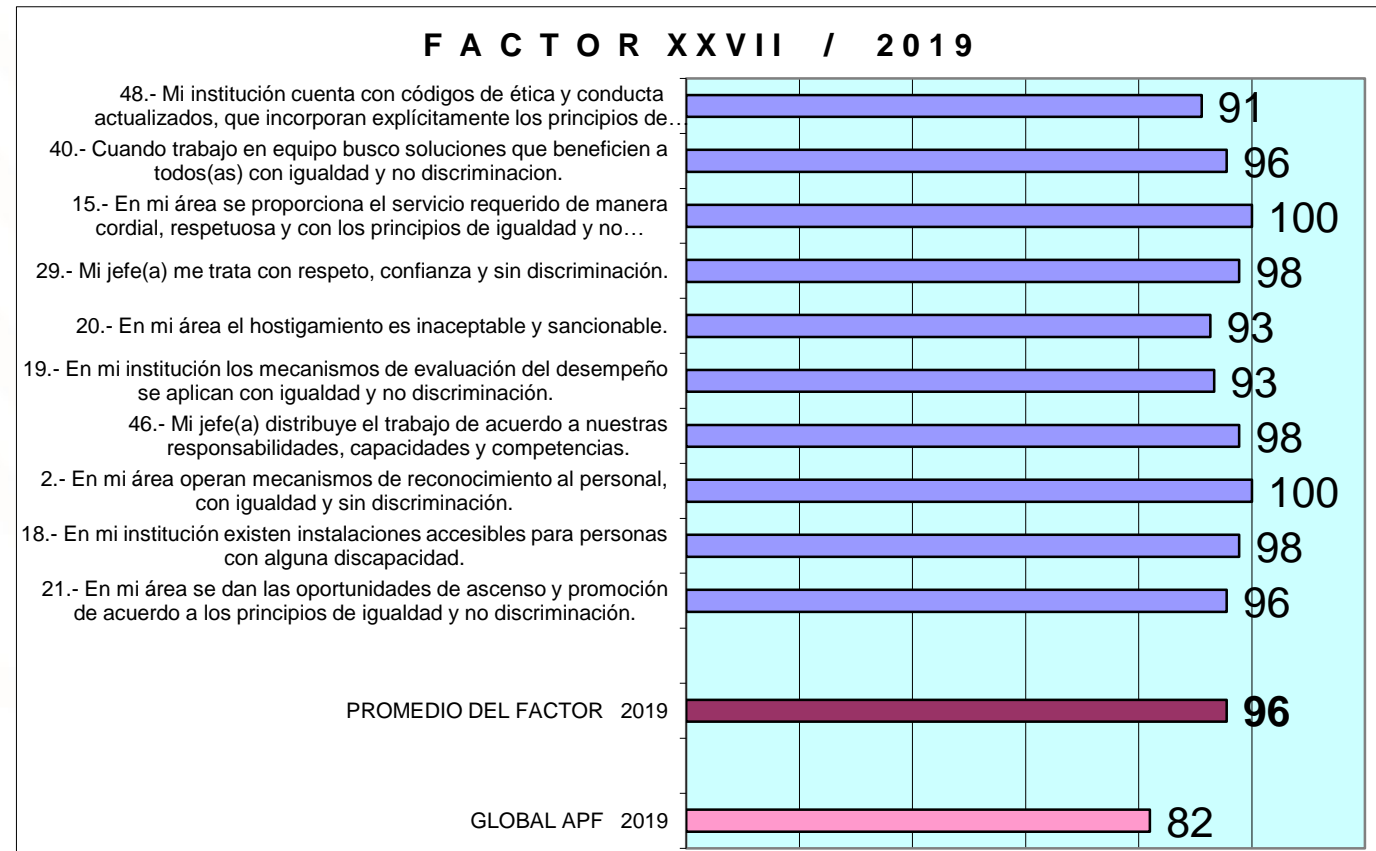 FACTOR XXVII / 2019
48.- Mi institución cuenta con códigos de ética y conducta
actualizados, que incorporan explícitamente los principios de…
91
40.- Cuando trabajo en equipo busco soluciones que beneficien a
todos(as) con igualdad y no discriminacion.
96
15.- En mi área se proporciona el servicio requerido de manera
cordial, respetuosa y con los principios de igualdad y no…
100
29.- Mi jefe(a) me trata con respeto, confianza y sin discriminación.
98
20.- En mi área el hostigamiento es inaceptable y sancionable.
93
19.- En mi institución los mecanismos de evaluación del desempeño
se aplican con igualdad y no discriminación.
93
46.- Mi jefe(a) distribuye el trabajo de acuerdo a nuestras
responsabilidades, capacidades y competencias.
98
2.- En mi área operan mecanismos de reconocimiento al personal,
con igualdad y sin discriminación.
100
18.- En mi institución existen instalaciones accesibles para personas
con alguna discapacidad.
98
21.- En mi área se dan las oportunidades de ascenso y promoción
de acuerdo a los principios de igualdad y no discriminación.
96
PROMEDIO DEL FACTOR 2019
96
GLOBAL APF 2019
82